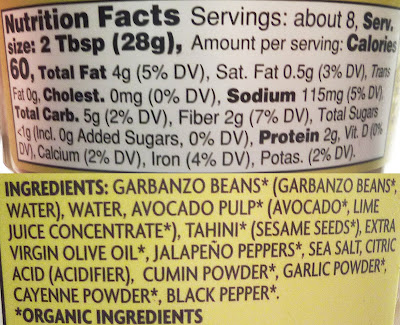 Nutrition Facts Servings: about 8, Serv.
size: 2 Tbsp (28g), Amount per serving: Calories
60, Total Fat 4g (5% DV), Sat. Fat 0.5g (3% DV), Trans
Fat 0g, Cholest. 0mg (0% DV), Sodium 115mg (5% DV),
Total Carb. 5g (2% DV), Fiber 2g (7% DV), Total Sugars
<1g (Incl. 0g Added Sugars, 0% DV), Protein 2g, Vit. D (0%
DV), Calcium (2% DV), Iron (4% DV), Potas. (2% DV).
INGREDIENTS: GARBANZO BEANS* (GARBANZO BEANS*,
WATER), WATER, AVOCADO PULP* (AVOCADO*, LIME
JUICE CONCENTRATE*), TAHINI* (SESAME SEEDS*), EXTRA
VIRGIN OLIVE OIL*, JALAPEÑO PEPPERS*, SEA SALT, CITRIC
ACID (ACIDIFIER), CUMIN POWDER*, GARLIC POWDER*,
CAYENNE POWDER*, BLACK PEPPER*.
*ORGANIC INGREDIENTS